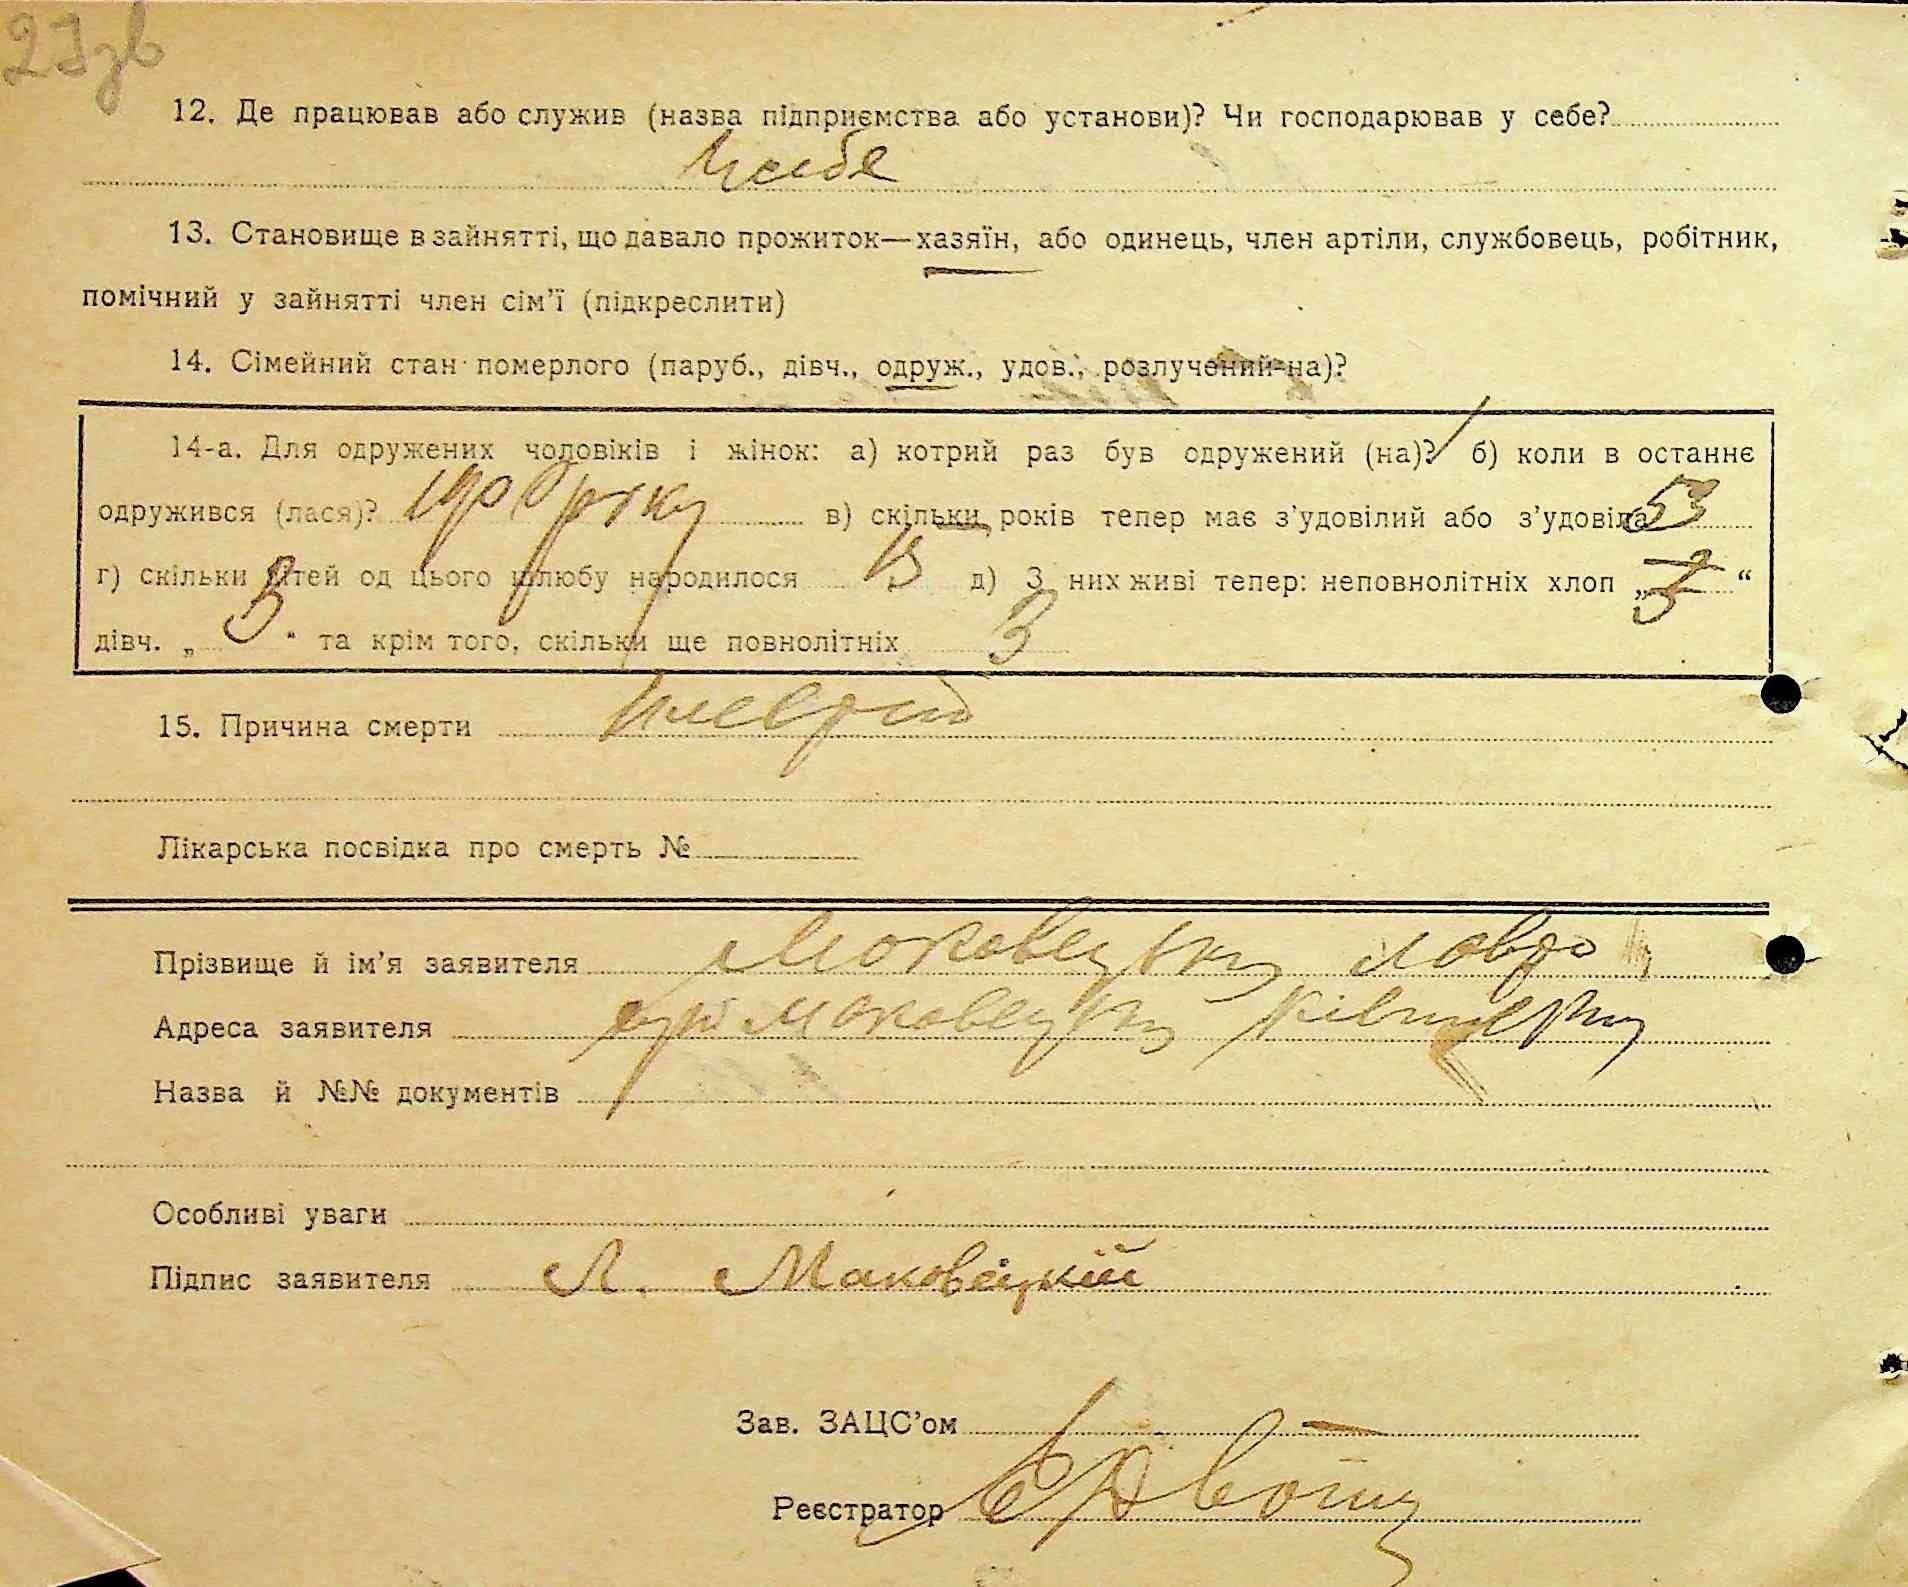 12. Де працював або служив (назва підприємства або установи)? Чи господарював у себе?
У себе
13. Становище в зайнятті, що давало прожиток—хазяїн, або одинець, член артіли, службовець, робітник,
помічний у зайнятті член сім'ї (підкреслити)
14. Сімейний стан померлого (паруб., дівч., одруж., удов., розлучений-на)?
14-а. Для одружених чоловіків і жінок: а) котрий раз був одружений (на)? 1 б) коли в останнє
одружився (лася)? року в) скільки років тепер має з'удовілий або з'удовіла 53
г) скільки дітей од цього шлюбу народилося д) З них живі тепер: неповнолітніх хлоп „ “
дівч. „ 3 “ та крім того, скільки ще повнолітніх 3
15. Причина смерти плеврит
Лікарська посвідка про смерть №
Прізвище й ім'я заявителя Лавро
Адреса заявителя
Назва й №№ документів
Особливі уваги
Підпис заявителя Л. Маковецкий
Зав. ЗАЦС'ом
Реєстратор